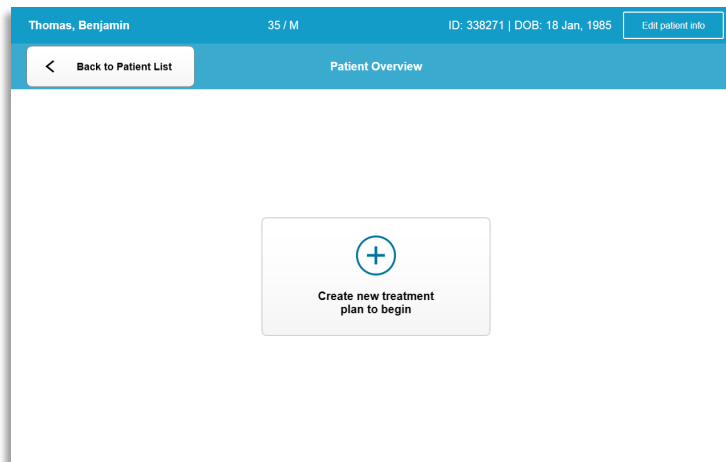 Thomas, Benjamin 35 / M ID: 338271 | DOB: 18 Jan, 1985 Edit patient info
Back to Patient List Patient Overview
Create new treatment
plan to begin